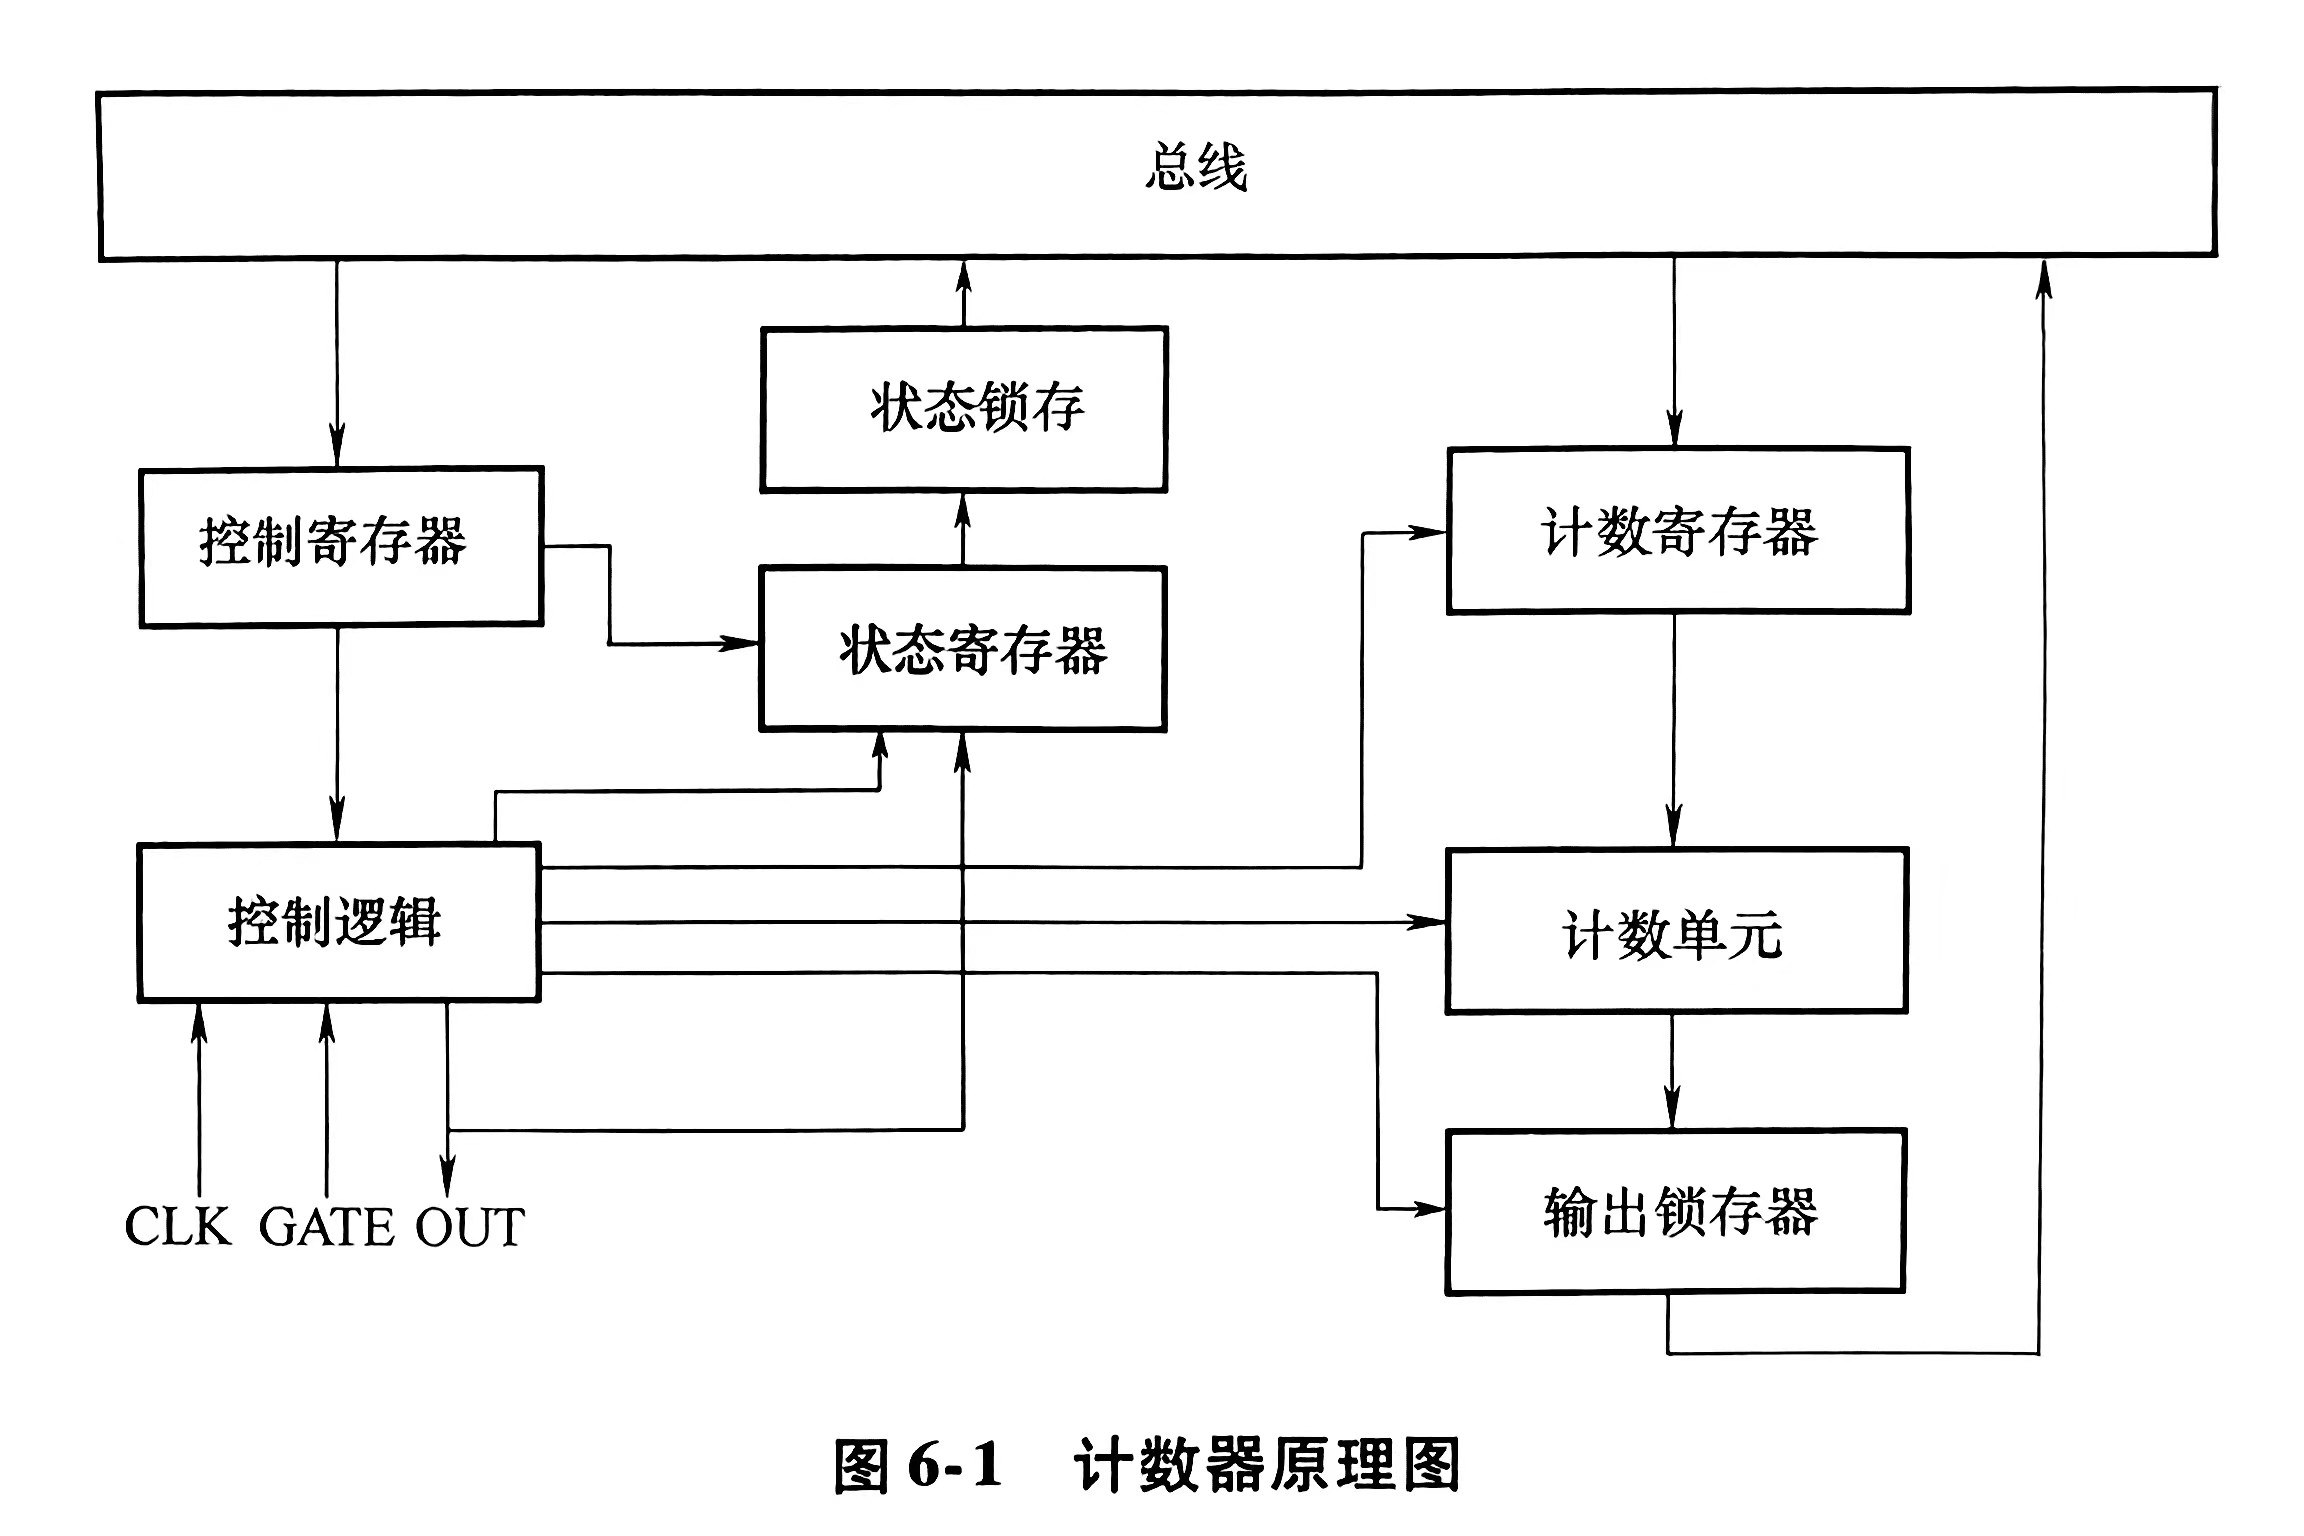 总线
状态锁存
控制寄存器
计数寄存器
状态寄存器
控制逻辑
计数单元
CLK GATE OUT
输出锁存器
图 6-1 计数器原理图